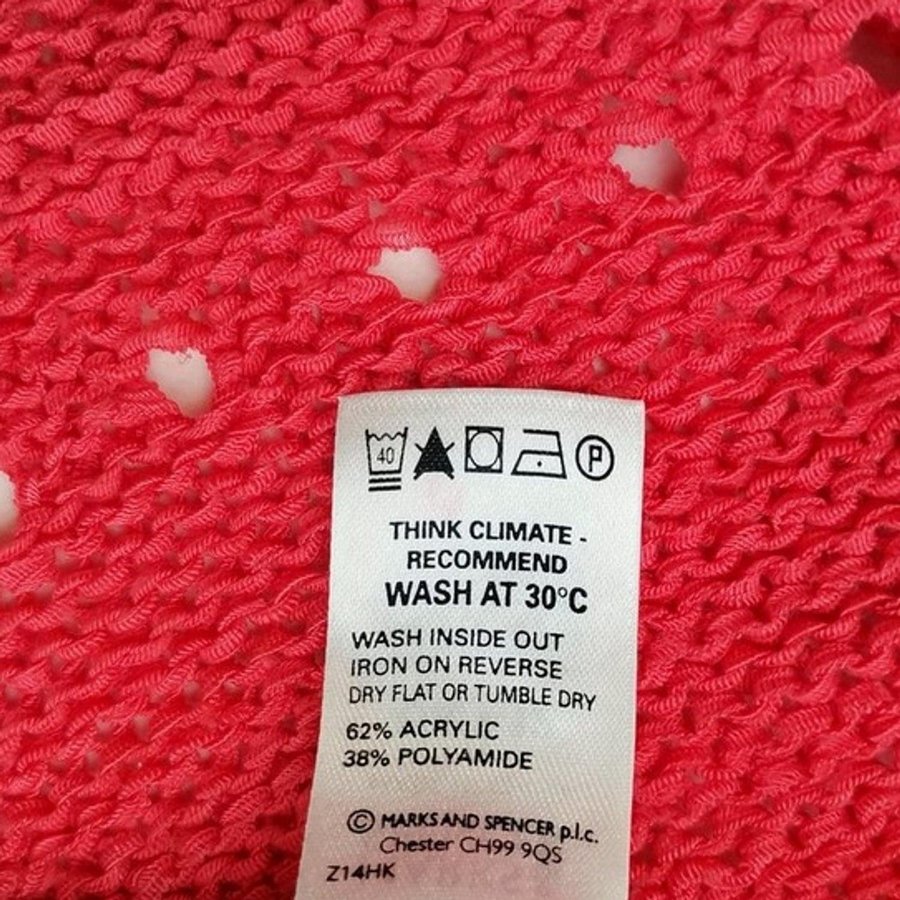 40 P
THINK CLIMATE -
RECOMMEND
WASH AT 30°C
WASH INSIDE OUT
IRON ON REVERSE
DRY FLAT OR TUMBLE DRY
62% ACRYLIC
38% POLYAMIDE
© MARKS AND SPENCER p.l.c.
Chester CH99 9QS
Z14HK